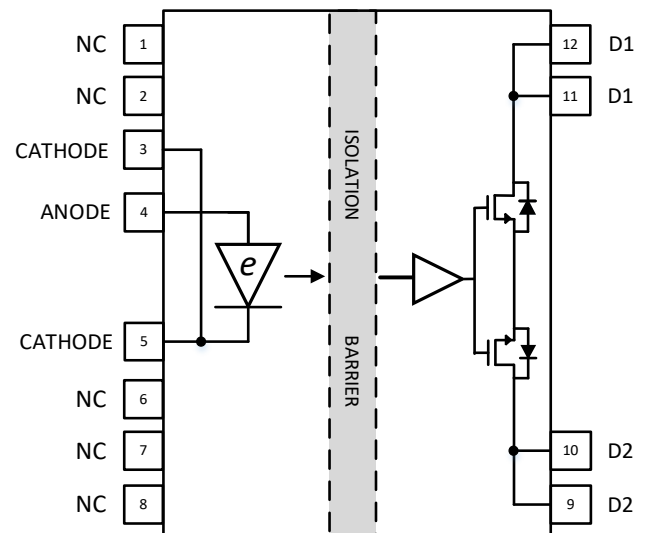 NC 1
NC 2
CATHODE 3
ANODE 4
CATHODE 5
NC 6
NC 7
NC 8
e
ISOLATION BARRIER
12 D1
11 D1
10 D2
9 D2